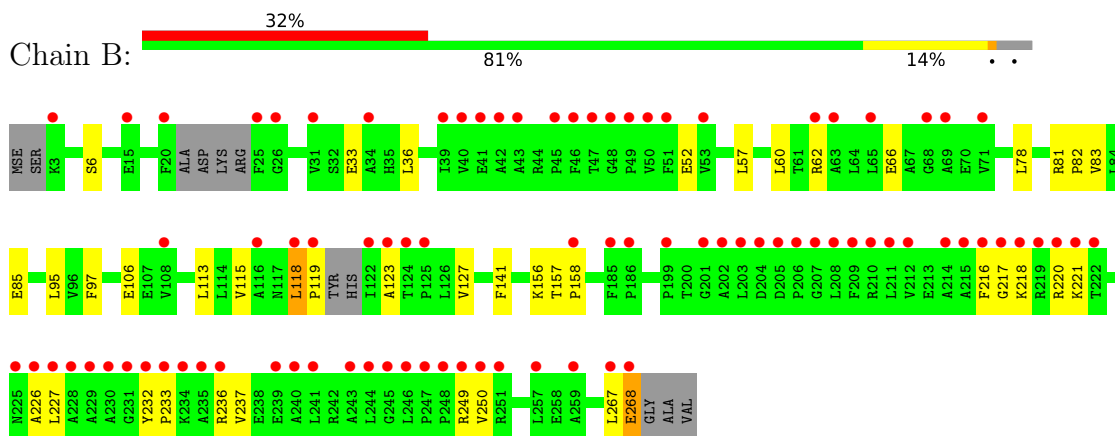 32%
Chain B:
81% 14% • •
MSE SER K3 S6 E15 F20 ALA ASP LYS ARG F25 G26 V31 S32 E33 A34 H35 L36 I39 V40 E41 A42 A43 R44 P45 F46 T47 G48 P49 V50 F51 E52 V53 L57 L60 T61 R62 A63 L64 L65 E66 A67 G68 A69 E70 V71 L78 R81 P82 V83 L84
E85 L95 V96 F97 E106 E107 V108 L113 L114 V115 A116 N117 L118 P119 TYR HIS I122 A123 T124 P125 L126 V127 F141 K156 T157 P158 F185 P186 P199 T200 G201 A202 L203 D204 D205 P206 G207 L208 F209 R210 L211 V212 E213 A214 A215 F216 G217 K218 R219 R220 K221 T222
N225 A226 L227 A228 A229 A230 G231 Y232 P233 K234 A235 R236 V237 E238 E239 A240 L241 R242 A243 L244 G245 L246 P247 P248 R249 V250 R251 L257 E258 A259 L267 E268 GLY ALA VAL